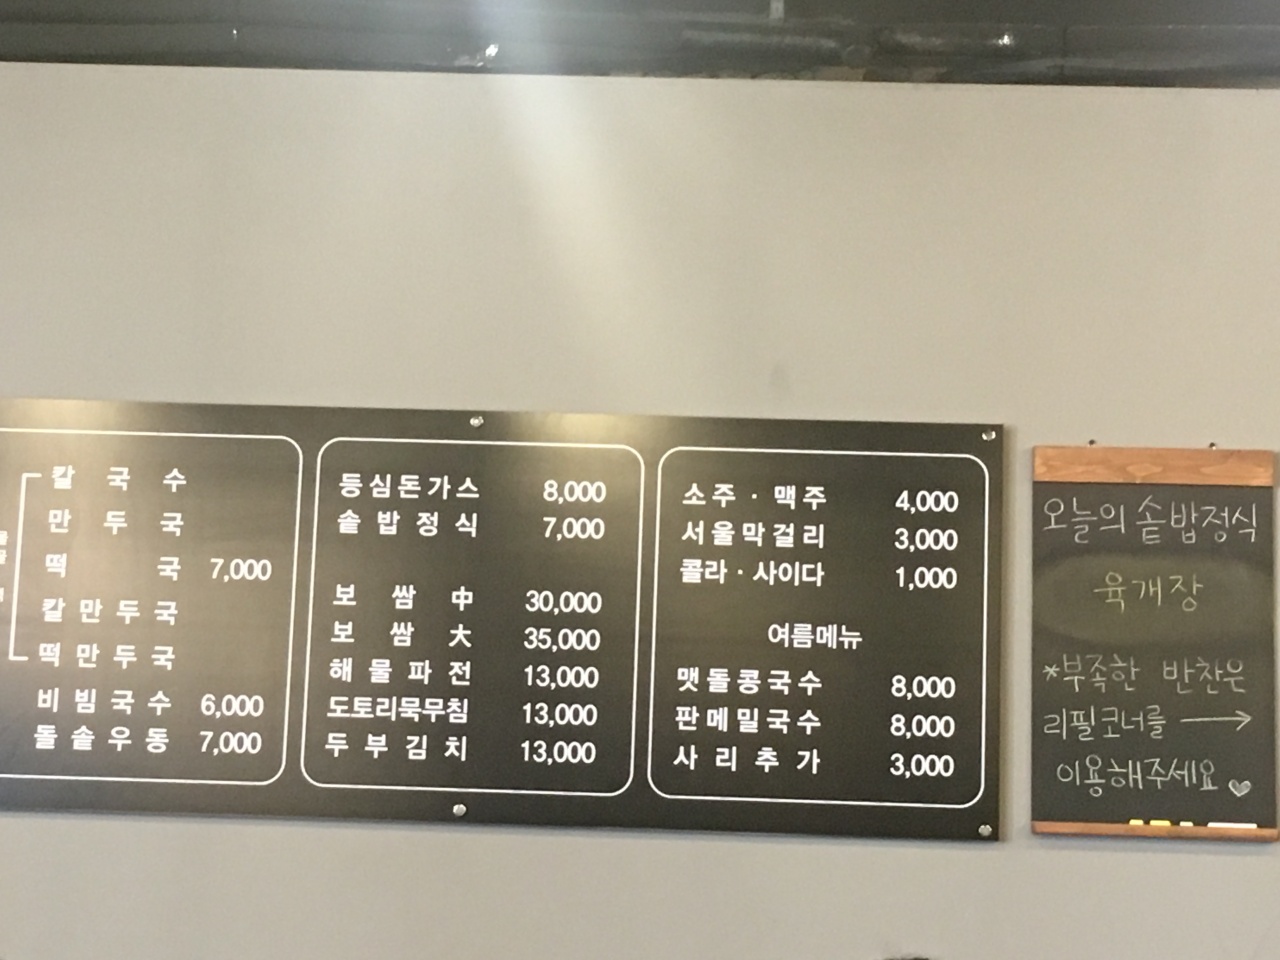 칼 국 수
만 두 국
떡 국 7,000
칼 만 두 국
떡 만 두 국
비 빔 국 수 6,000
돌 솥 우 동 7,000
등심돈가스 8,000
솥 밥 정 식 7,000
보 쌈 中 30,000
보 쌈 大 35,000
해 물 파 전 13,000
도토리묵무침 13,000
두 부 김 치 13,000
소 주 · 맥 주 4,000
서울막걸리 3,000
콜라 · 사이다 1,000
여름메뉴
맷돌콩국수 8,000
판메밀국수 8,000
사 리 추 가 3,000
오늘의 솥밥정식
육개장
*부족한 반찬은
리필코너를 →
이용해주세요 ♡